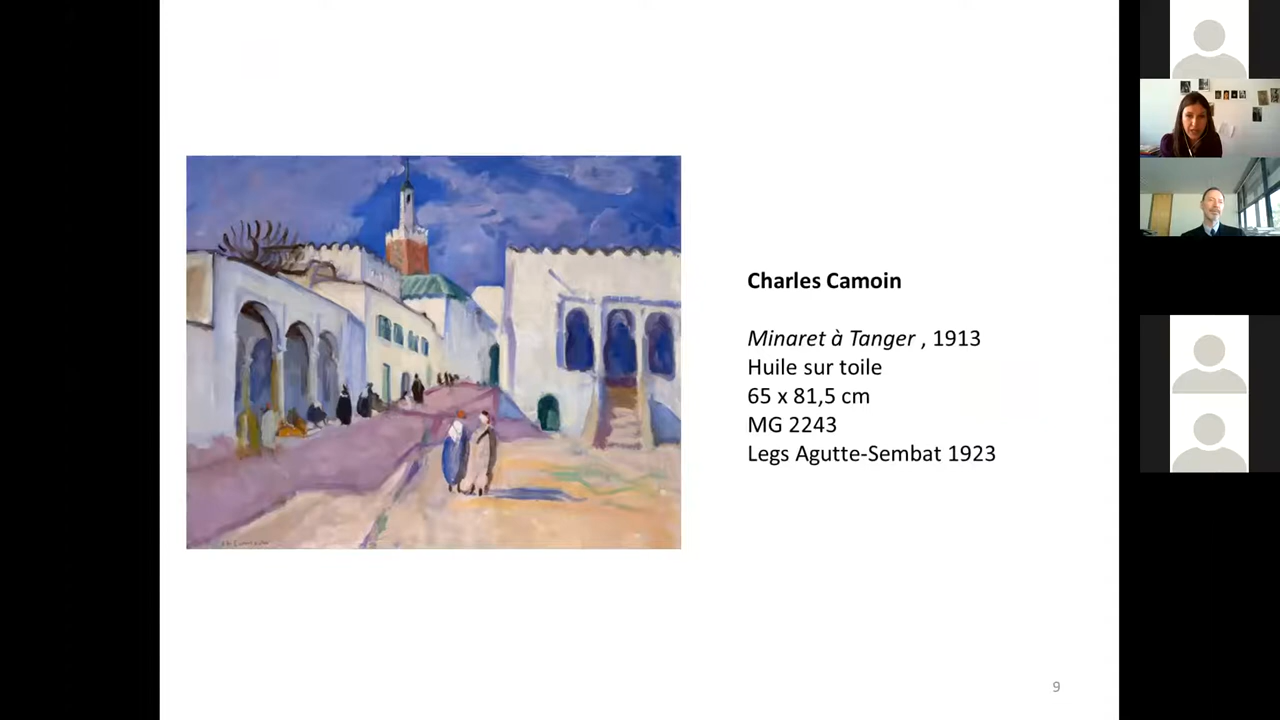 Charles Camoin
Minaret à Tanger , 1913
Huile sur toile
65 x 81,5 cm
MG 2243
Legs Agutte-Sembat 1923
9